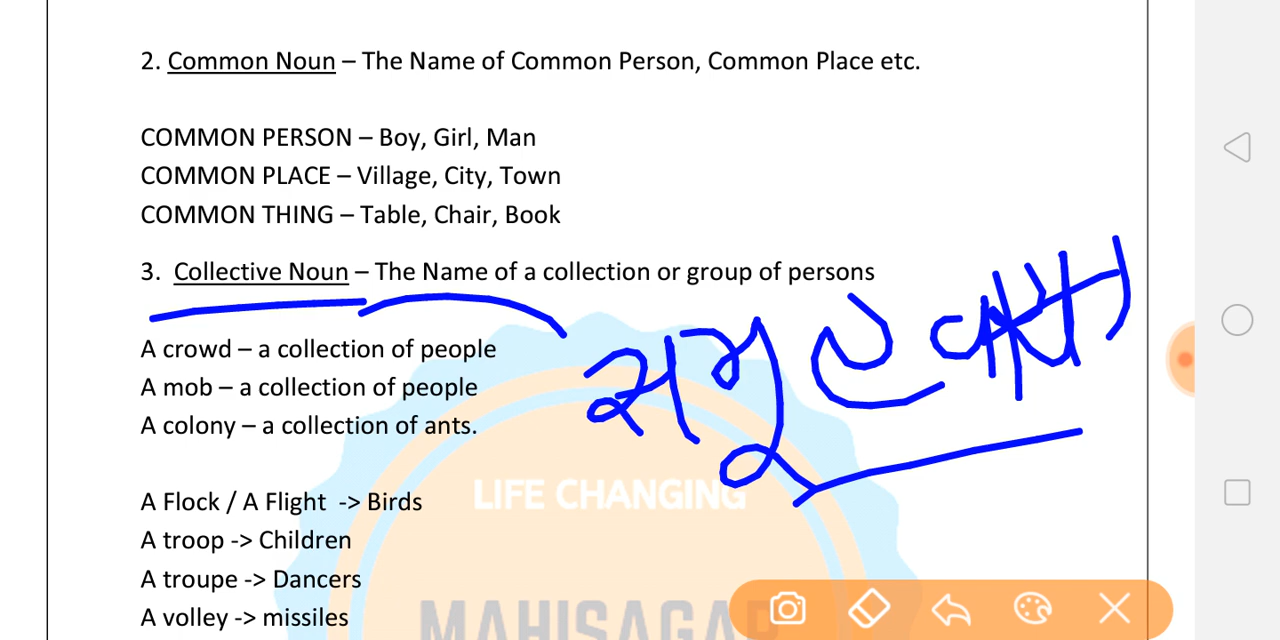 2. Common Noun – The Name of Common Person, Common Place etc.
COMMON PERSON – Boy, Girl, Man
COMMON PLACE – Village, City, Town
COMMON THING – Table, Chair, Book
3. Collective Noun – The Name of a collection or group of persons
A crowd – a collection of people
A mob – a collection of people
A colony – a collection of ants.
A Flock / A Flight -> Birds
LIFE CHANGING
A troop -> Children
A troupe -> Dancers
A volley -> missiles